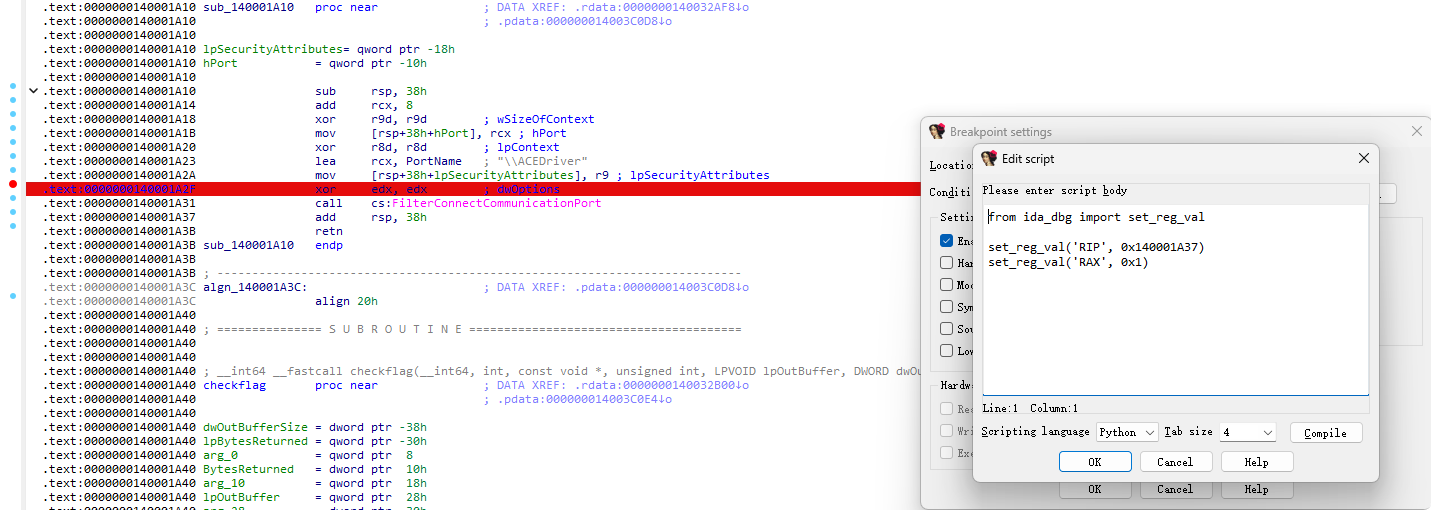 .text:0000000140001A10 sub_140001A10   proc near               ; DATA XREF: .rdata:0000000140032AF8↓o
.text:0000000140001A10                                         ; .pdata:000000014003C0D8↓o
.text:0000000140001A10
.text:0000000140001A10 lpSecurityAttributes= qword ptr -18h
.text:0000000140001A10 hPort           = qword ptr -10h
.text:0000000140001A10
.text:0000000140001A10                 sub     rsp, 38h
.text:0000000140001A14                 add     rcx, 8
.text:0000000140001A18                 xor     r9d, r9d        ; wSizeOfContext
.text:0000000140001A1B                 mov     [rsp+38h+hPort], rcx ; hPort
.text:0000000140001A20                 xor     r8d, r8d        ; lpContext
.text:0000000140001A23                 lea     rcx, PortName   ; "\\ACEDriver"
.text:0000000140001A2A                 mov     [rsp+38h+lpSecurityAttributes], r9 ; lpSecurityAttributes
.text:0000000140001A2F                 xor     edx, edx        ; dwOptions
.text:0000000140001A31                 call    cs:FilterConnectCommunicationPort
.text:0000000140001A37                 add     rsp, 38h
.text:0000000140001A3B                 retn
.text:0000000140001A3B sub_140001A10   endp
.text:0000000140001A3B
.text:0000000140001A3B ; ---------------------------------------------------------------------------
.text:0000000140001A3C algn_140001A3C:                         ; DATA XREF: .pdata:000000014003C0D8↓o
.text:0000000140001A3C                 align 20h
.text:0000000140001A40
.text:0000000140001A40 ; =============== S U B R O U T I N E =======================================
.text:0000000140001A40
.text:0000000140001A40
.text:0000000140001A40 ; __int64 __fastcall checkflag(__int64, int, const void *, unsigned int, LPVOID lpOutBuffer, DWORD dwOu
.text:0000000140001A40 checkflag       proc near               ; DATA XREF: .rdata:0000000140032B00↓o
.text:0000000140001A40                                         ; .pdata:000000014003C0E4↓o
.text:0000000140001A40
.text:0000000140001A40 dwOutBufferSize = dword ptr -38h
.text:0000000140001A40 lpBytesReturned = qword ptr -30h
.text:0000000140001A40 arg_0           = qword ptr  8
.text:0000000140001A40 BytesReturned   = dword ptr  10h
.text:0000000140001A40 arg_10          = qword ptr  18h
.text:0000000140001A40 lpOutBuffer     = qword ptr  28h
Breakpoint settings
Locatio
Conditi
Settin
Ena
Har
Mod
Sym
Sou
Low
Hardwa
Rea
Wri
Exe
OK
Cancel
Help
Edit script
Please enter script body
from ida_dbg import set_reg_val
set_reg_val('RIP', 0x140001A37)
set_reg_val('RAX', 0x1)
Line:1  Column:1
Scripting language Python Tab size 4 Compile
OK Cancel Help